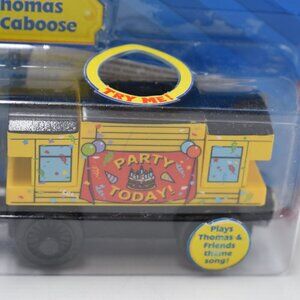 homas
Caboose
TRY ME!
PARTY
TODAY!
Plays
Thomas &
Friends
theme
song!